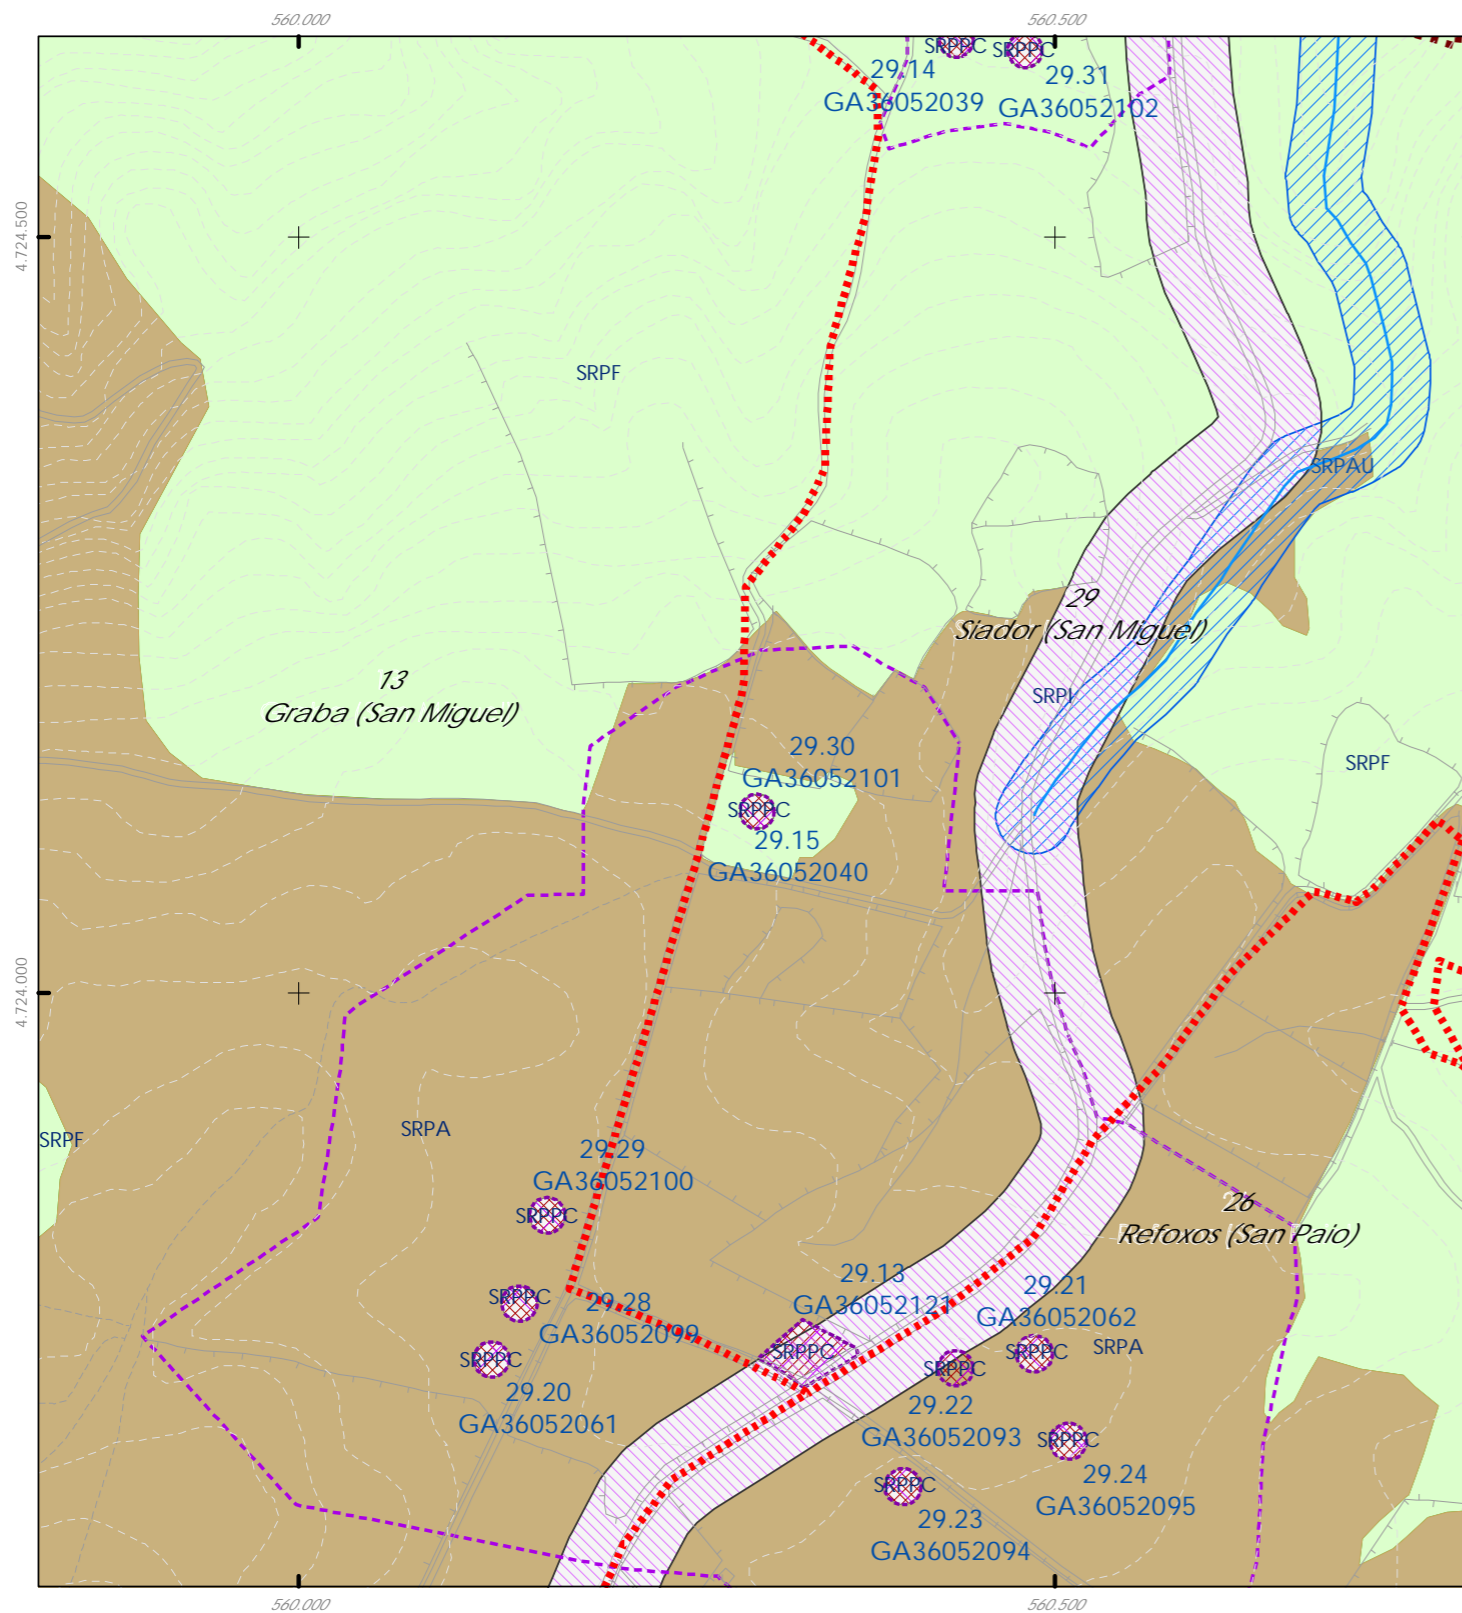 560.000
560.500
SRPPC
SRPPC
29.14
GA36052039
29.31
GA36052102
4.724.500
SRPF
SRPAU
29
Siador (San Miguel)
13
Graba (San Miguel)
SRPI
29.30
GA36052101
SRPF
SRPPC
29.15
GA36052040
4.724.000
SRPF
SRPA
29.29
GA36052100
SRPPC
26
Refoxos (San Paio)
29.13
GA36052121
29.21
GA36052062
SRPPC
29.28
GA36052099
SRPPC
SRPPC
SRPPC
SRPA
SRPPC
29.20
GA36052061
29.22
GA36052093
SRPPC
29.24
GA36052095
SRPPC
29.23
GA36052094
560.000
560.500